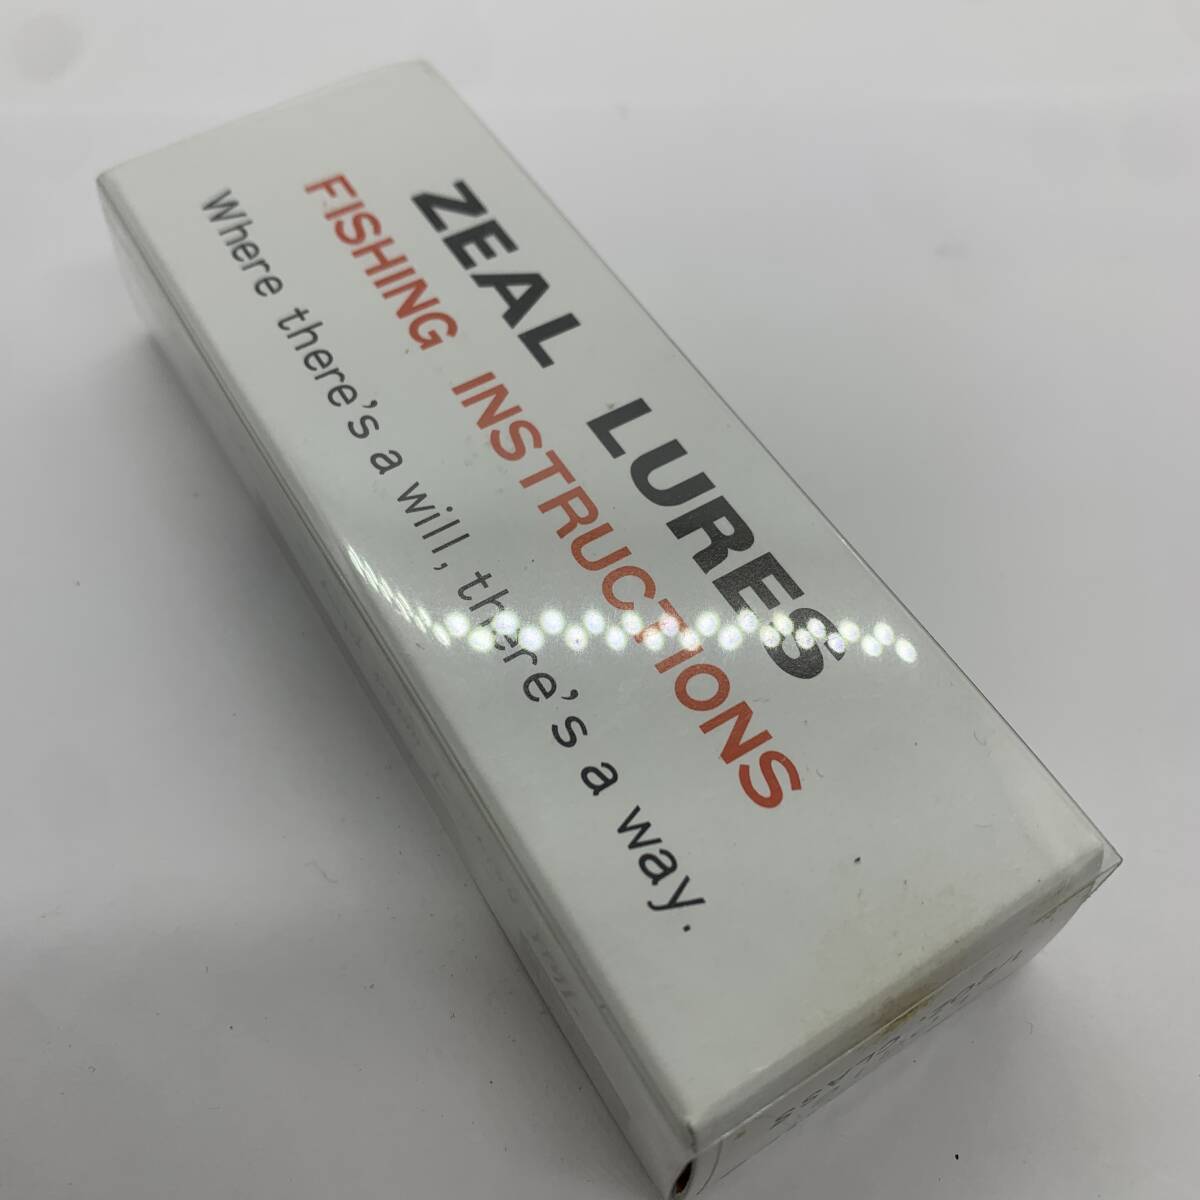 ZEAL LURES
FISHING INSTRUCTIONS
Where there's a will, there's a way.